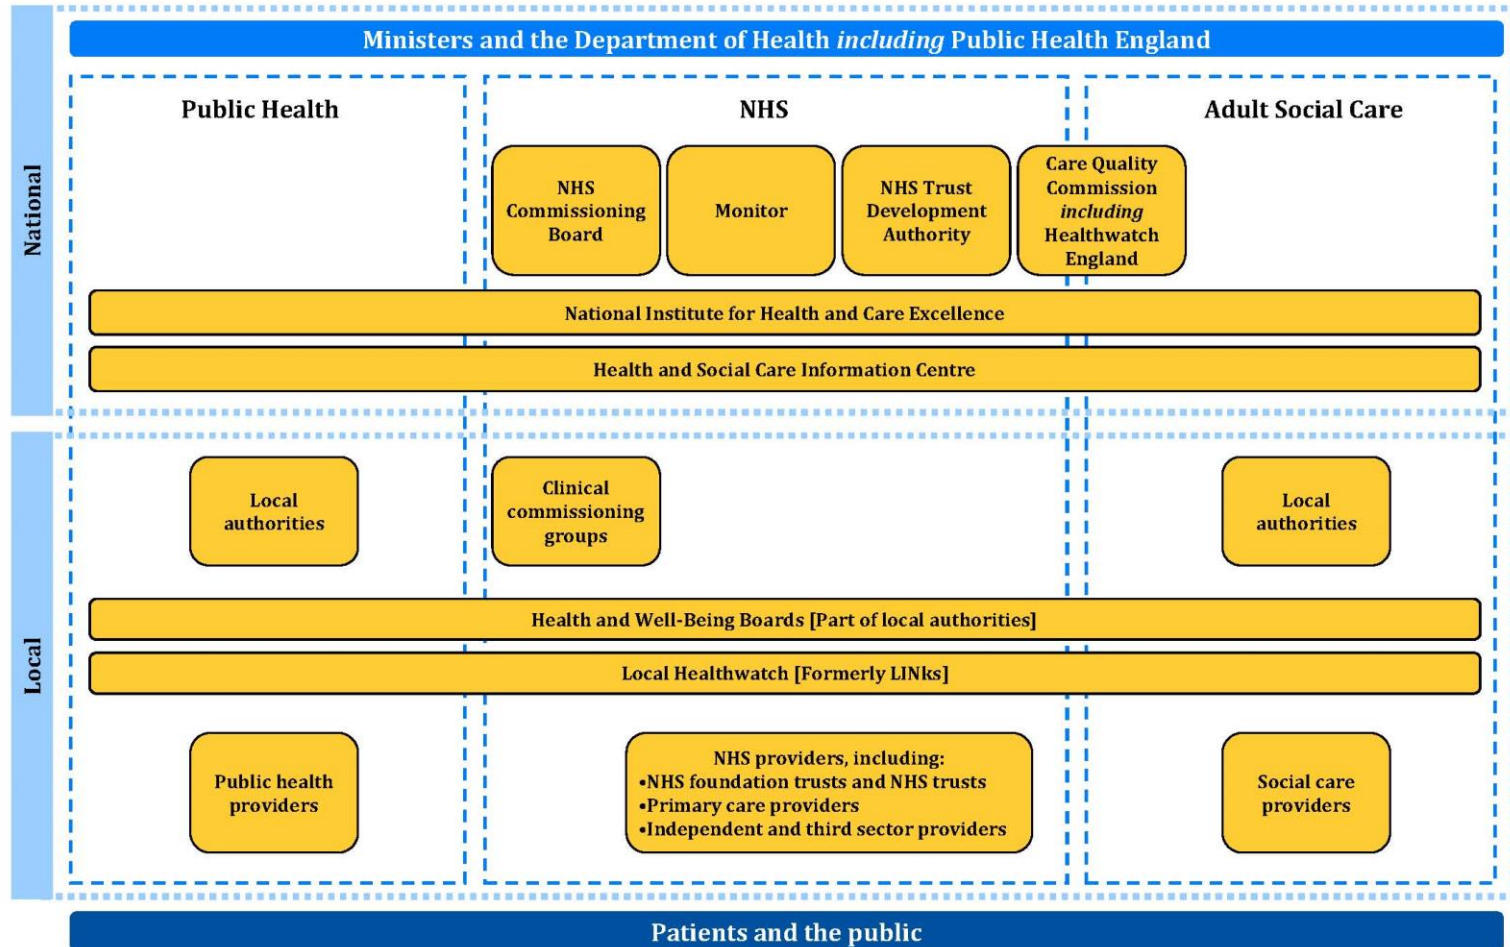 Ministers and the Department of Health including Public Health England
National
Public Health
NHS
Adult Social Care
NHS
Commissioning
Board
Monitor
NHS Trust
Development
Authority
Care Quality
Commission
including
Healthwatch
England
National Institute for Health and Care Excellence
Health and Social Care Information Centre
Local
Local
authorities
Clinical
commissioning
groups
Local
authorities
Health and Well-Being Boards [Part of local authorities]
Local Healthwatch [Formerly LINks]
Public health
providers
NHS providers, including:
•NHS foundation trusts and NHS trusts
•Primary care providers
•Independent and third sector providers
Social care
providers
Patients and the public